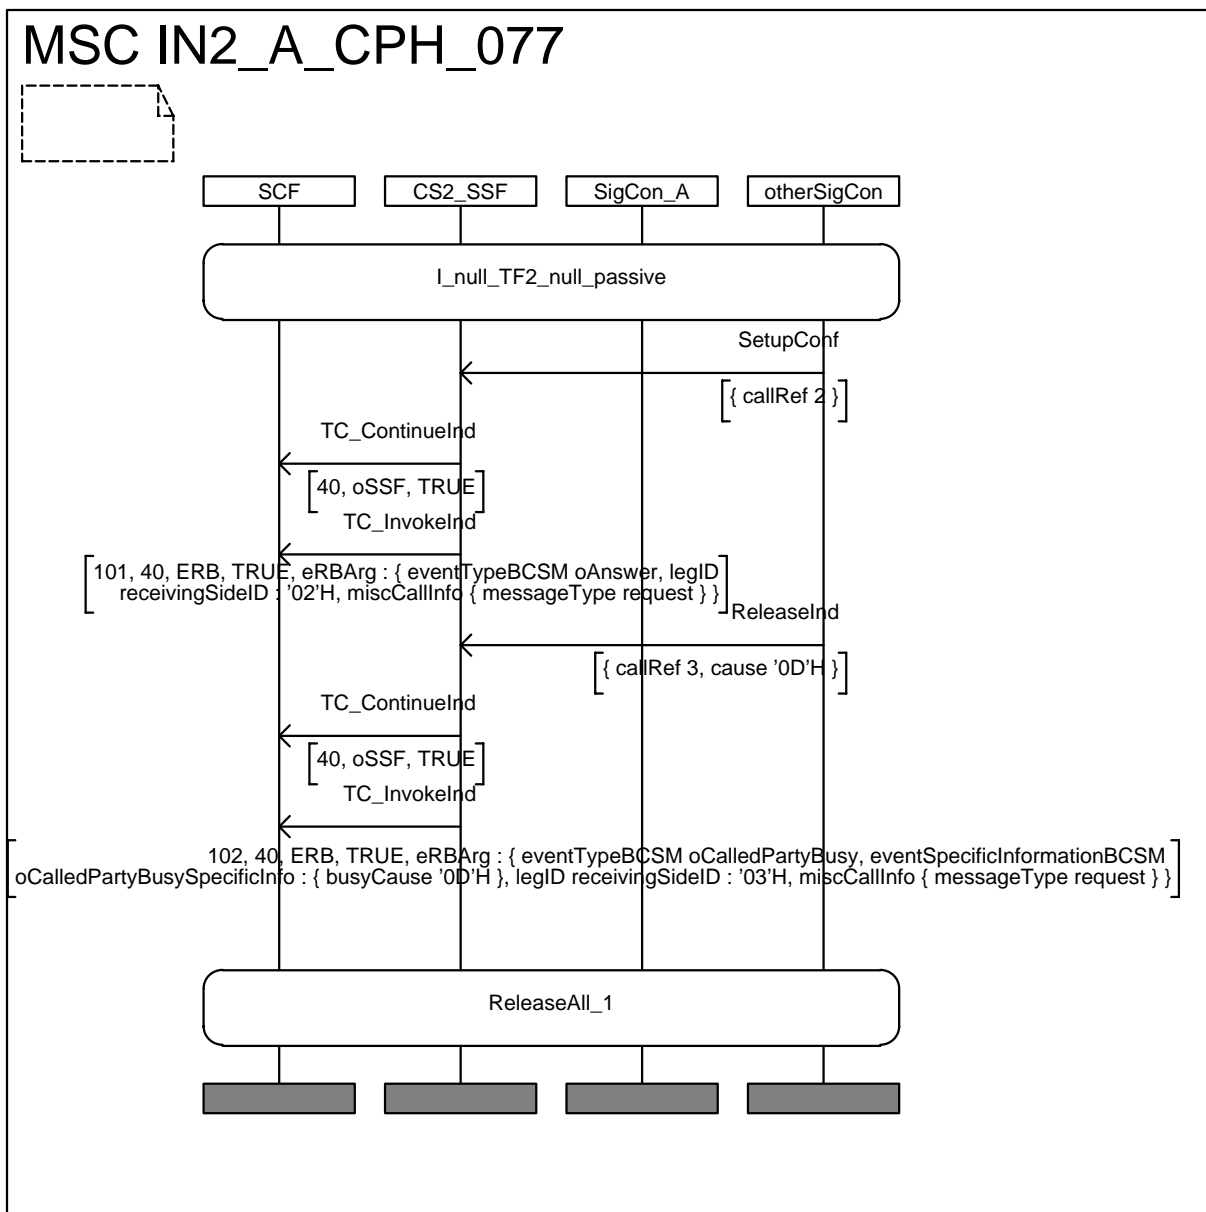 MSC IN2_A_CPH_077
SCF
CS2_SSF
SigCon_A
otherSigCon
I_null_TF2_null_passive
SetupConf
{ callRef 2 }
TC_ContinueInd
40, oSSF, TRUE
TC_InvokeInd
101, 40, ERB, TRUE, eRBArg : { eventTypeBCSM oAnswer, legID
receivingSideID : '02'H, miscCallInfo { messageType request } }
ReleaseInd
{ callRef 3, cause '0D'H }
TC_ContinueInd
40, oSSF, TRUE
TC_InvokeInd
102, 40, ERB, TRUE, eRBArg : { eventTypeBCSM oCalledPartyBusy, eventSpecificInformationBCSM
oCalledPartyBusySpecificInfo : { busyCause '0D'H }, legID receivingSideID : '03'H, miscCallInfo { messageType request } }
ReleaseAll_1